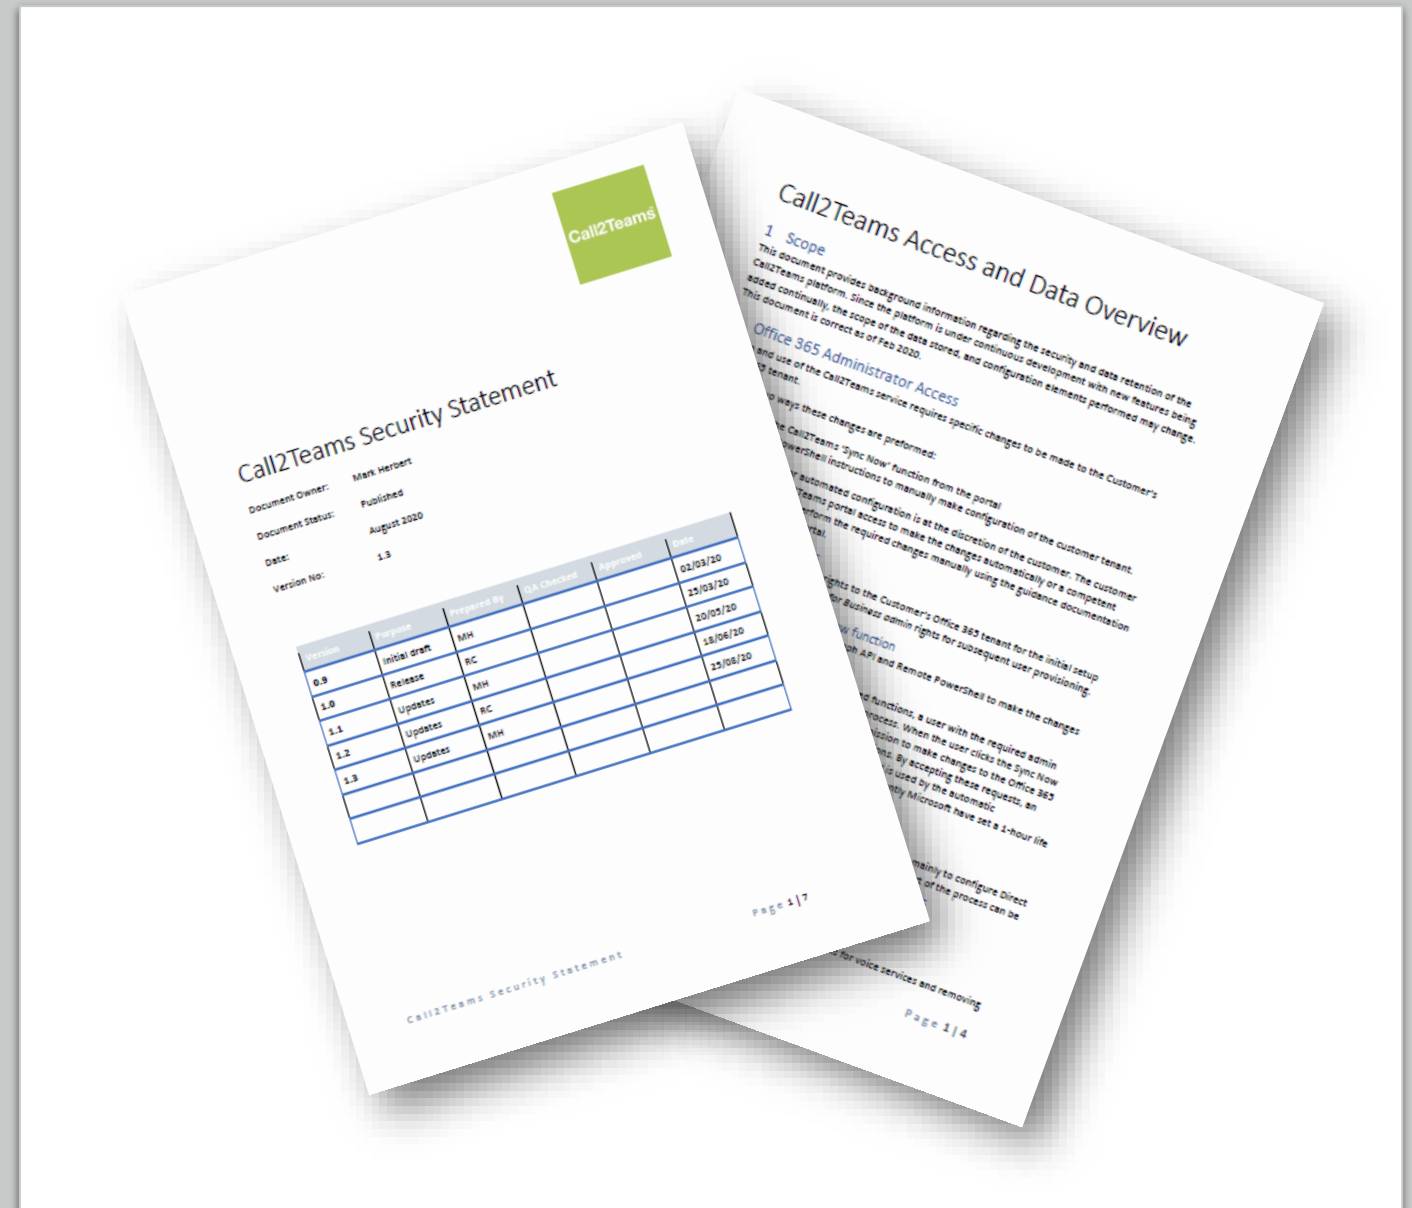 Call2Teams
Call2Teams Security Statement
Document Owner: Mark Herbert
Document Status: Published
Date: August 2020
Version No: 1.3
Version Purpose Prepared By QA Checked Approved Date
0.9 Initial draft MH 02/03/20
1.0 Release RC 25/03/20
1.1 Updates MH 20/05/20
1.2 Updates RC 18/06/20
1.3 Updates MH 25/08/20
Call2Teams Security Statement
Page 1|7
Call2Teams Access and Data Overview
1 Scope
This document provides background information regarding the security and data retention of the
Call2Teams platform. Since the platform is under continuous development with new features being
added continually, the scope of the data stored, and configuration elements performed may change.
This document is correct as of Feb 2020.
Office 365 Administrator Access
and use of the Call2Teams service requires specific changes to be made to the Customer's
tenant.
ways these changes are preformed:
Call2Teams 'Sync Now' function from the portal
PowerShell instructions to manually make configuration of the customer tenant.
automated configuration is at the discretion of the customer. The customer
Teams portal access to make the changes automatically or a competent
the required changes manually using the guidance documentation
rights to the Customer's Office 365 tenant for the initial setup
for Business admin rights for subsequent user provisioning.
function
API and Remote PowerShell to make the changes
functions, a user with the required admin
process. When the user clicks the Sync Now
to make changes to the Office 365
By accepting these requests, an
is used by the automatic
Microsoft have set a 1-hour life
mainly to configure Direct
of the process can be
for voice services and removing
Page 1|4